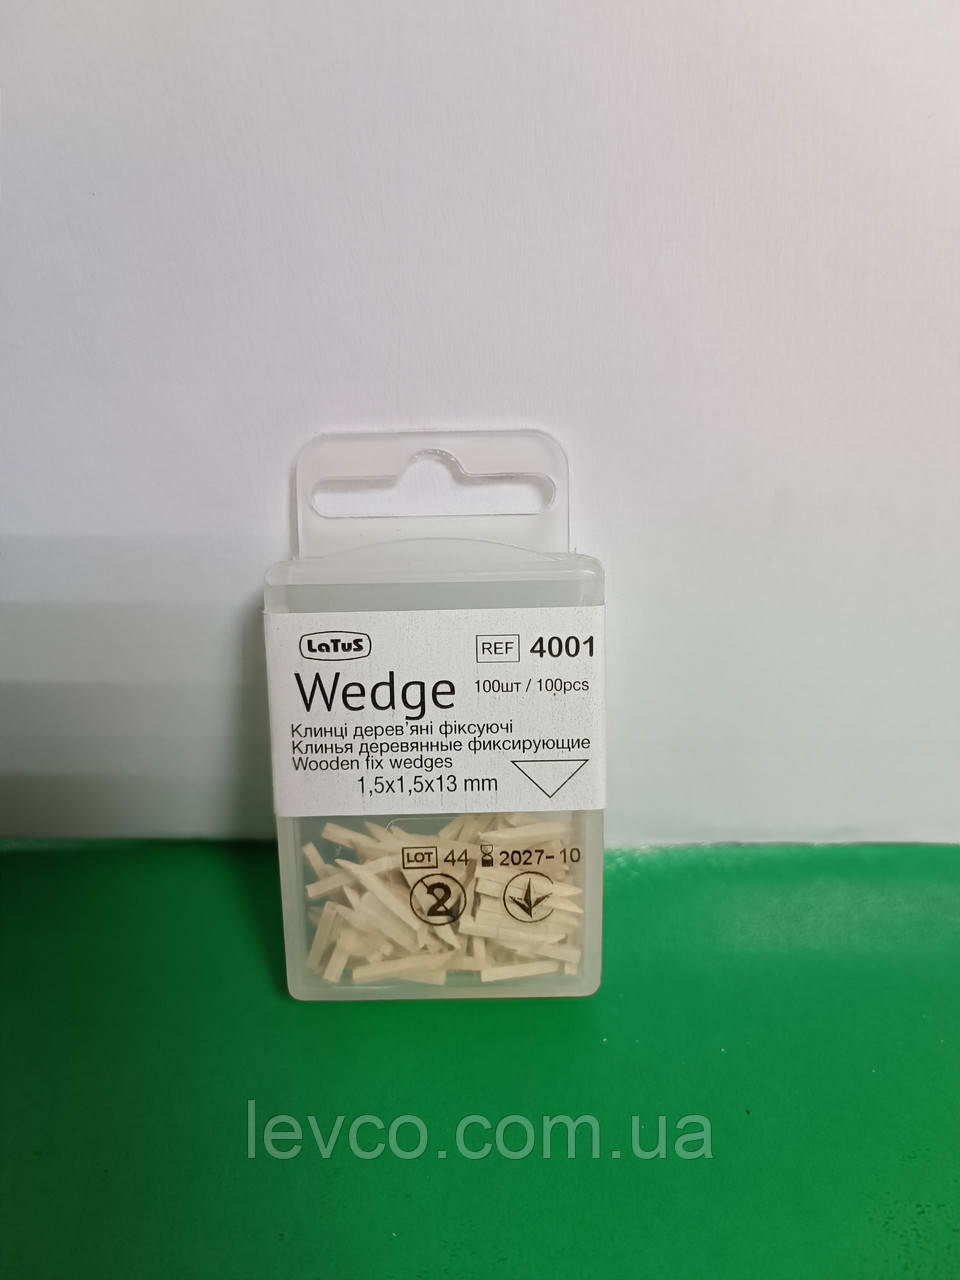 LaTuS
REF 4001
Wedge
100шт / 100pcs
Клинці дерев'яні фіксуючі
Клинья деревянные фиксирующие
Wooden fix wedges
1,5x1,5x13 mm
LOT 44 2027-10
2
levco.com.ua